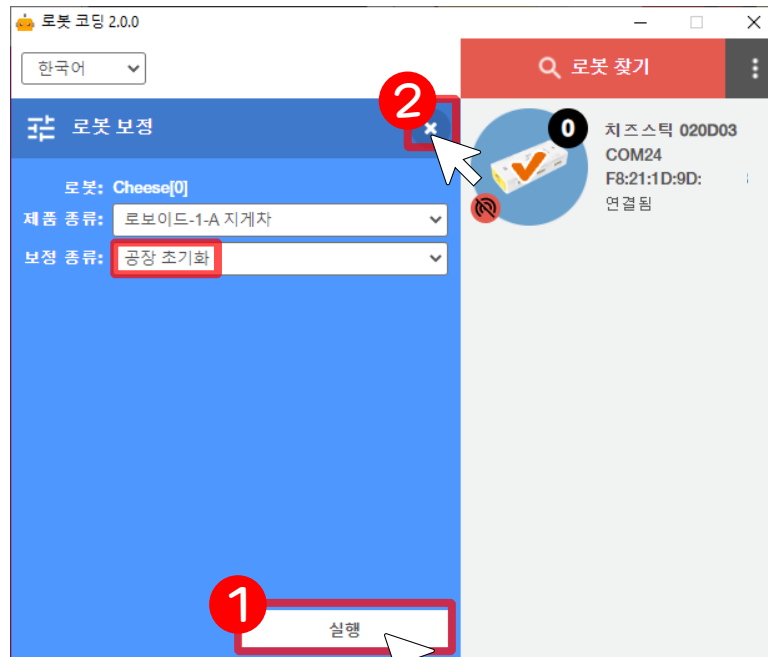 로봇 코딩 2.0.0
한국어
로봇 찾기
2
로봇 보정
로봇: Cheese[0]
제품 종류: 로보이드-1-A 지게차
보정 종류: 공장 초기화
0
치즈스틱 020D03
COM24
F8:21:1D:9D:
연결됨
1
실행